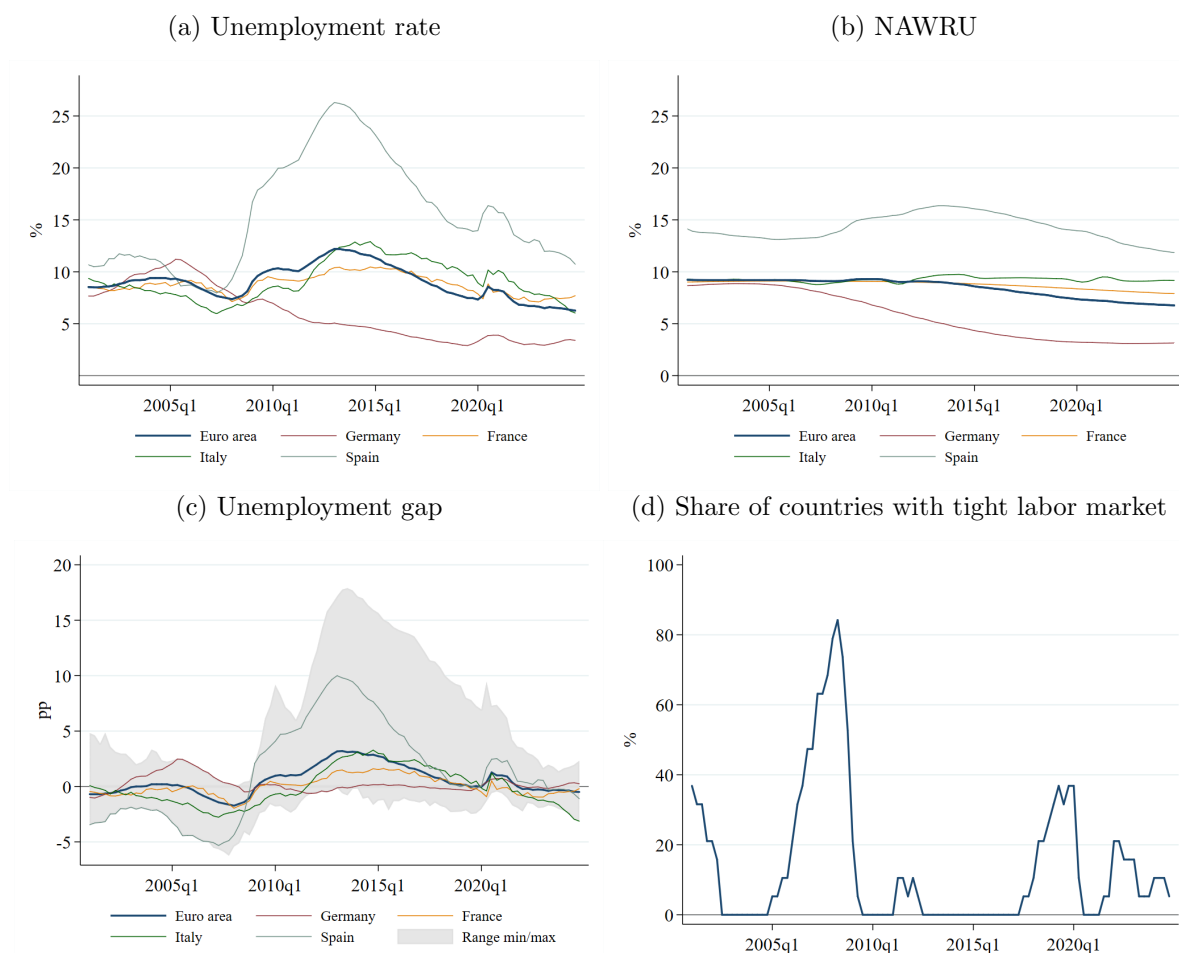 (a) Unemployment rate
(b) NAWRU
25
20
15
10
5
%
2005q1 2010q1 2015q1 2020q1
Euro area Germany France
Italy Spain
25
20
15
10
5
0
%
2005q1 2010q1 2015q1 2020q1
Euro area Germany France
Italy Spain
(c) Unemployment gap
(d) Share of countries with tight labor market
20
15
10
5
0
-5
pp
2005q1 2010q1 2015q1 2020q1
Euro area Germany France
Italy Spain Range min/max
100
80
60
40
20
0
%
2005q1 2010q1 2015q1 2020q1